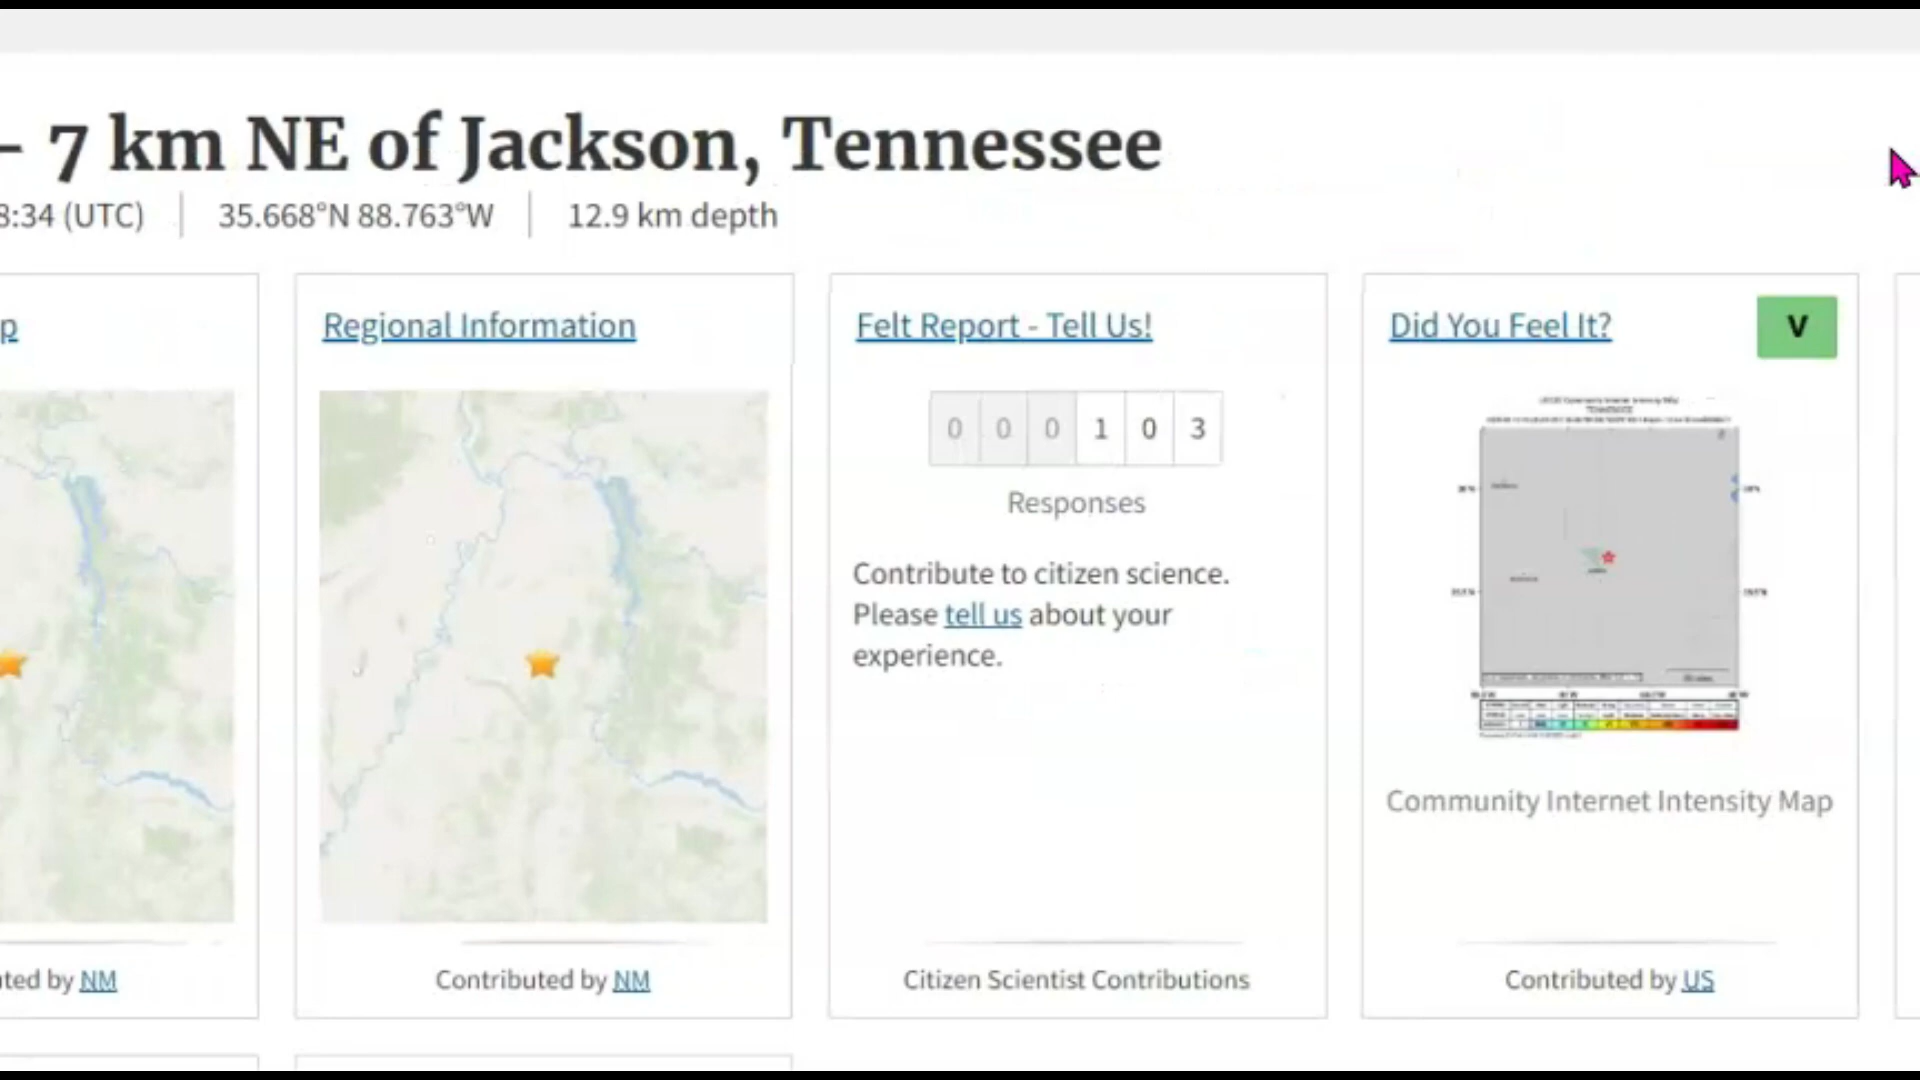 – 7 km NE of Jackson, Tennessee
8:34 (UTC)
35.668°N 88.763°W
12.9 km depth
p
Regional Information
Felt Report - Tell Us!
Did You Feel It?
V
0 0 0 1 0 3
Responses
Contribute to citizen science.
Please tell us about your
experience.
Community Internet Intensity Map
ted by NM
Contributed by NM
Citizen Scientist Contributions
Contributed by US